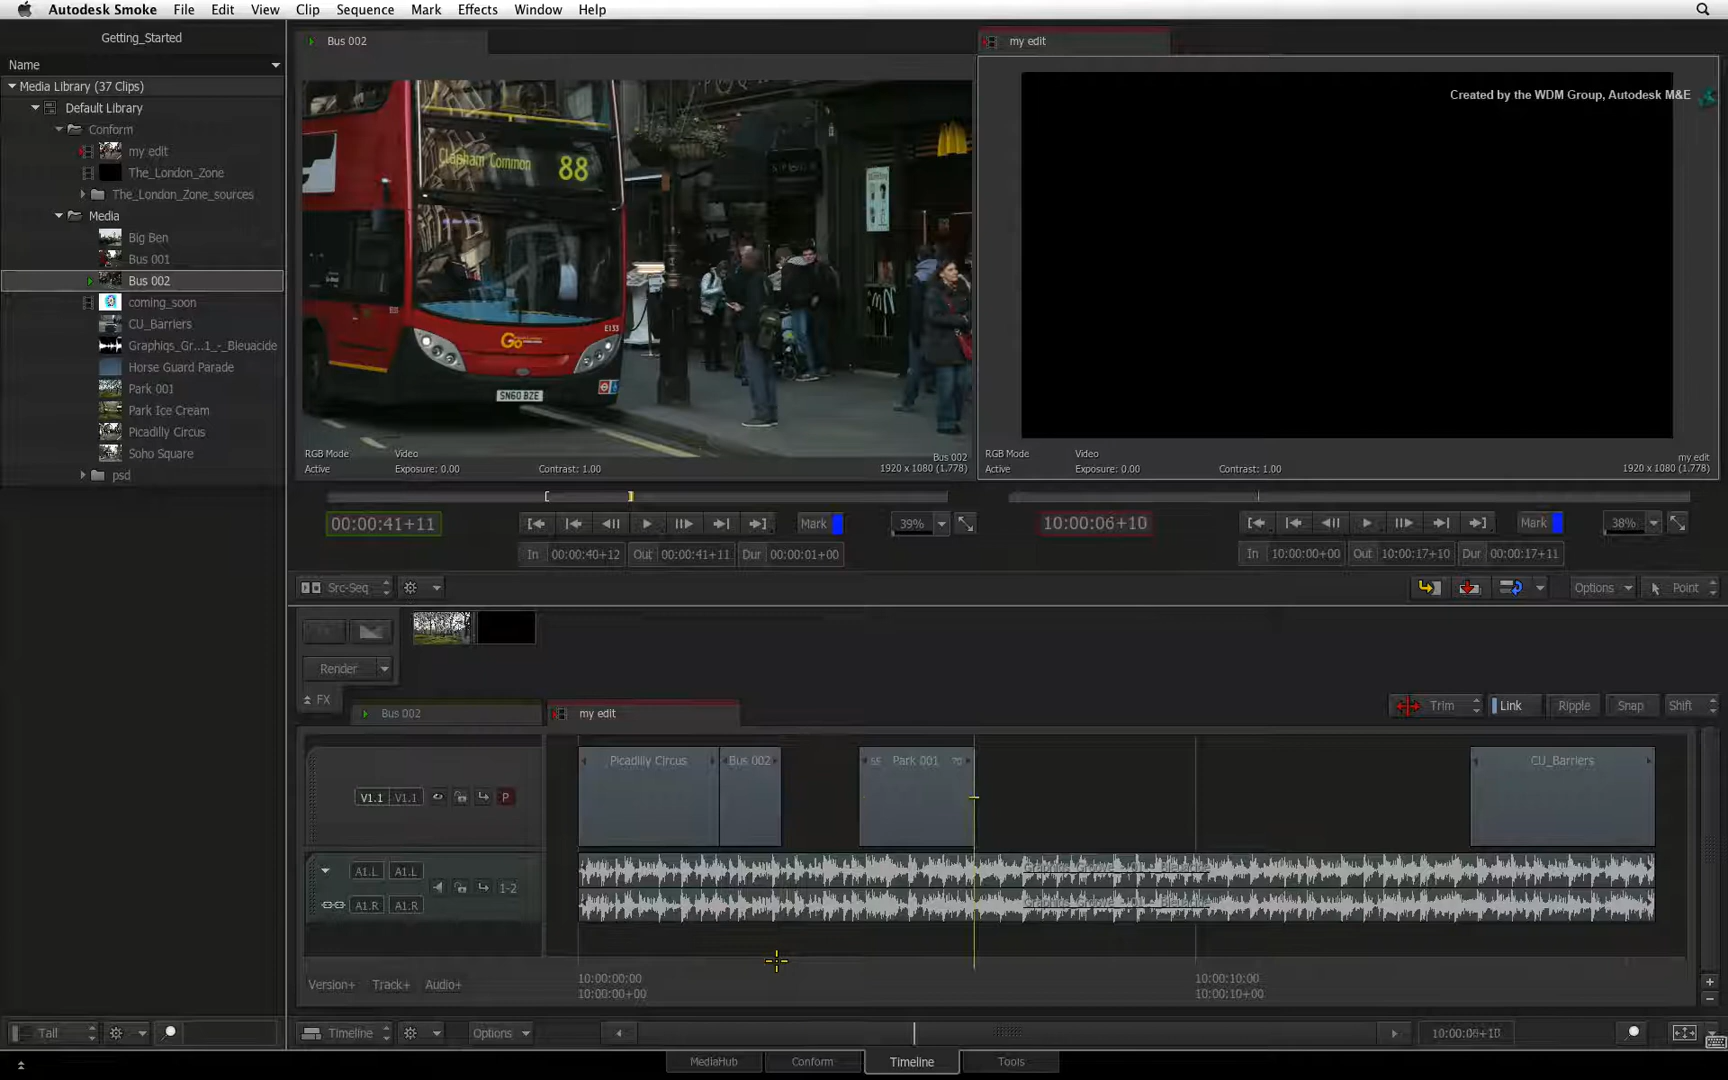 Autodesk Smoke File Edit View Clip Sequence Mark Effects Window Help
Getting_Started
Name
Media Library (37 Clips)
Default Library
Conform
my edit
The_London_Zone
The_London_Zone_sources
Media
Big Ben
Bus 001
Bus 002
coming_soon
CU_Barriers
Graphiqs_Gr...1_-_Bleuacide
Horse Guard Parade
Park 001
Park Ice Cream
Picadilly Circus
Soho Square
psd
Tall
Bus 002
Clapham Common 88
Go
E133
SN60 BZE
RGB Mode Video Bus 002
Active Exposure: 0.00 Contrast: 1.00 1920 x 1080 (1.778)
00:00:41+11 Mark 39%
In 00:00:40+12 Out 00:00:41+11 Dur 00:00:01+00
my edit
Created by the WDM Group, Autodesk M&E
RGB Mode Video my edit
Active Exposure: 0.00 Contrast: 1.00 1920 x 1080 (1.778)
10:00:06+10 Mark 38%
In 10:00:00+00 Out 10:00:17+10 Dur 00:00:17+11
Src-Seq Options Point
Render
FX
Bus 002 my edit Trim Link Ripple Snap Shift
Picadilly Circus Bus 002 55 Park 001 70 CU_Barriers
V1.1 V1.1 P
A1.L A1.L
1-2
A1.R A1.R
Version+ Track+ Audio+
10:00:00:00 10:00:10:00
10:00:00+00 10:00:10+00
Timeline Options 10:00:06+10
MediaHub Conform Timeline Tools